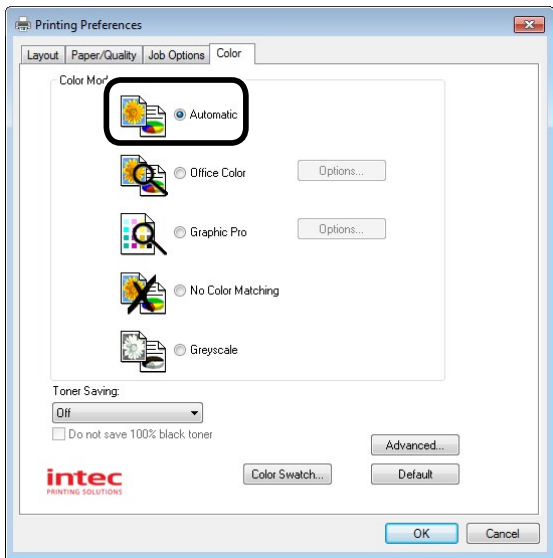 Printing Preferences
Layout Paper/Quality Job Options Color
Color Mod
Automatic
Office Color Options...
Graphic Pro Options...
No Color Matching
Greyscale
Toner Saving:
Off
Do not save 100% black toner
Advanced...
intec
PRINTING SOLUTIONS
Color Swatch... Default
OK Cancel